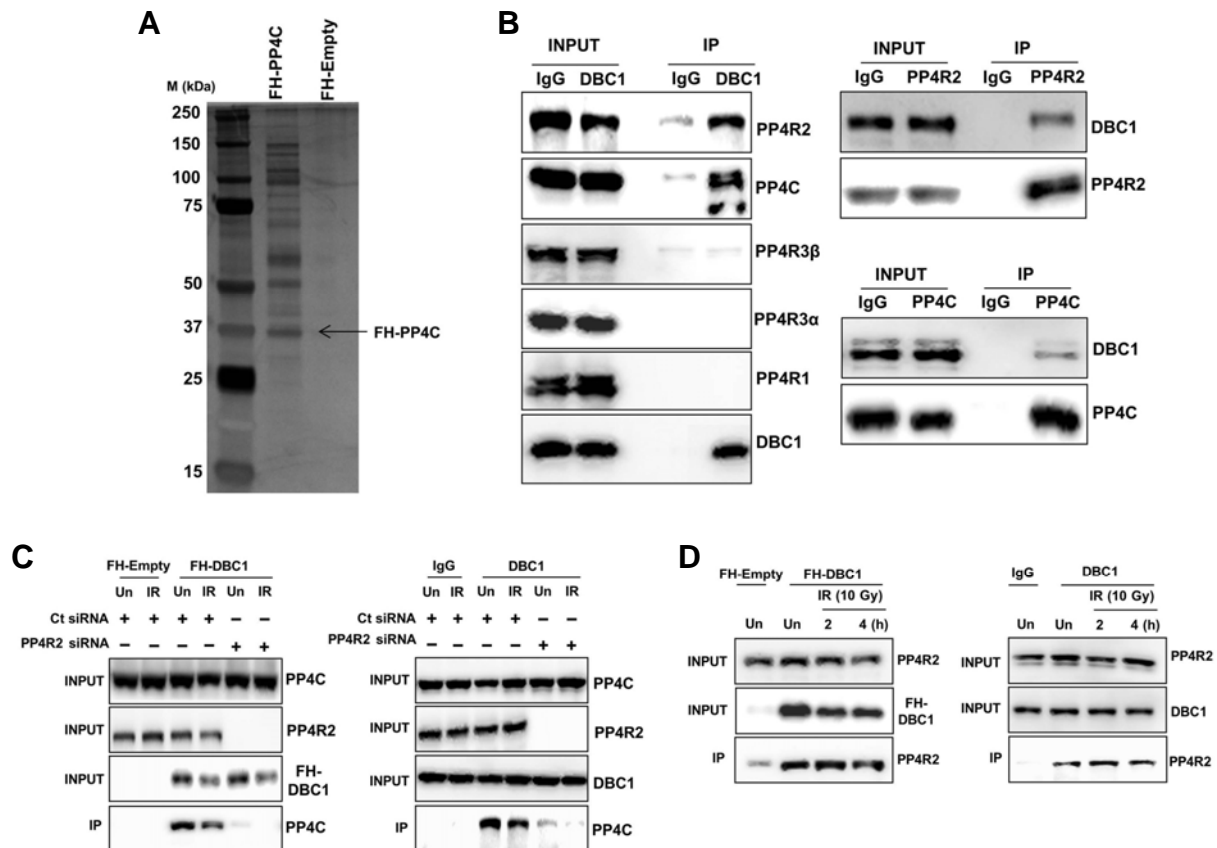 A
FH-PP4C
FH-Empty
M (kDa)
250
150
100
75
50
37
25
15
FH-PP4C
B
INPUT IP
IgG DBC1 IgG DBC1
PP4R2
PP4C
PP4R3β
PP4R3α
PP4R1
DBC1
INPUT IP
IgG PP4R2 IgG PP4R2
DBC1
PP4R2
INPUT IP
IgG PP4C IgG PP4C
DBC1
PP4C
C
FH-Empty FH-DBC1
Un IR Un IR Un IR
Ct siRNA + + + + – –
PP4R2 siRNA – – – – + +
INPUT PP4C
INPUT PP4R2
INPUT FH-
DBC1
IP PP4C
IgG DBC1
Un IR Un IR Un IR
Ct siRNA + + + + – –
PP4R2 siRNA – – – – + +
INPUT PP4C
INPUT PP4R2
INPUT DBC1
IP PP4C
D
FH-Empty FH-DBC1
IR (10 Gy)
Un Un 2 4 (h)
INPUT PP4R2
INPUT FH-
DBC1
IP PP4R2
IgG DBC1
IR (10 Gy)
Un Un 2 4 (h)
INPUT PP4R2
INPUT DBC1
IP PP4R2